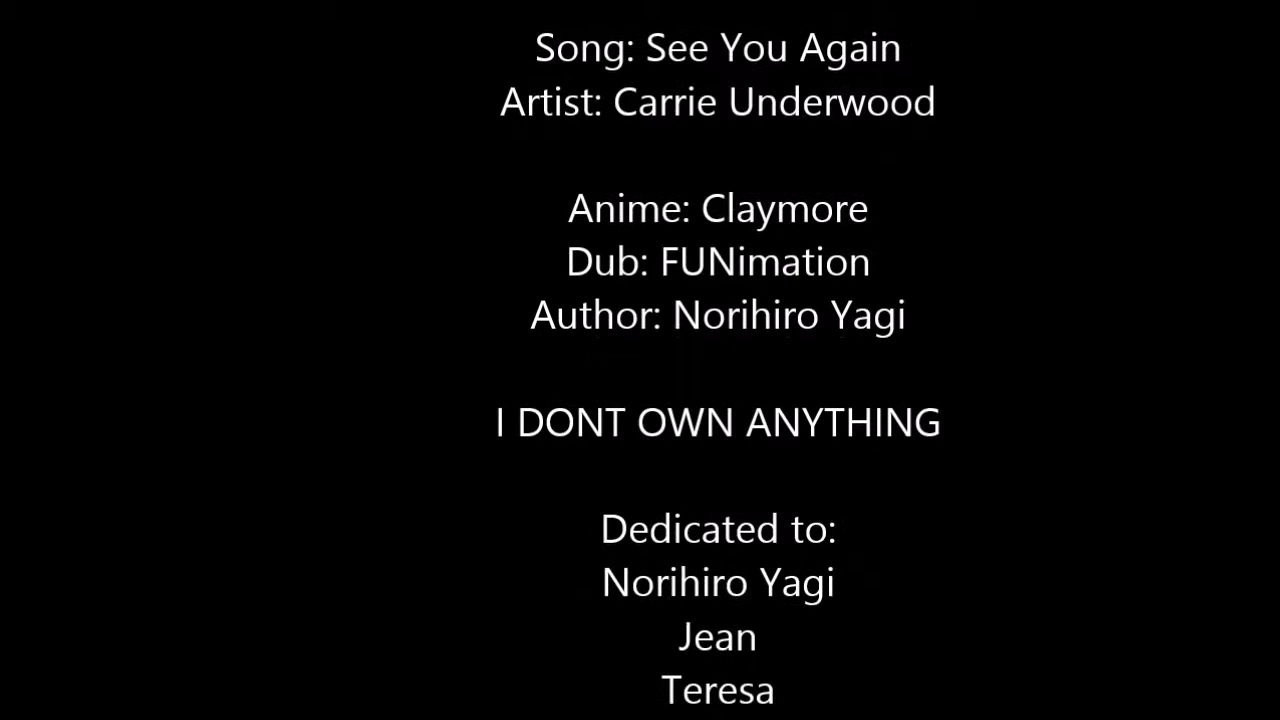 Song: See You Again
Artist: Carrie Underwood
Anime: Claymore
Dub: FUNimation
Author: Norihiro Yagi
I DONT OWN ANYTHING
Dedicated to:
Norihiro Yagi
Jean
Teresa